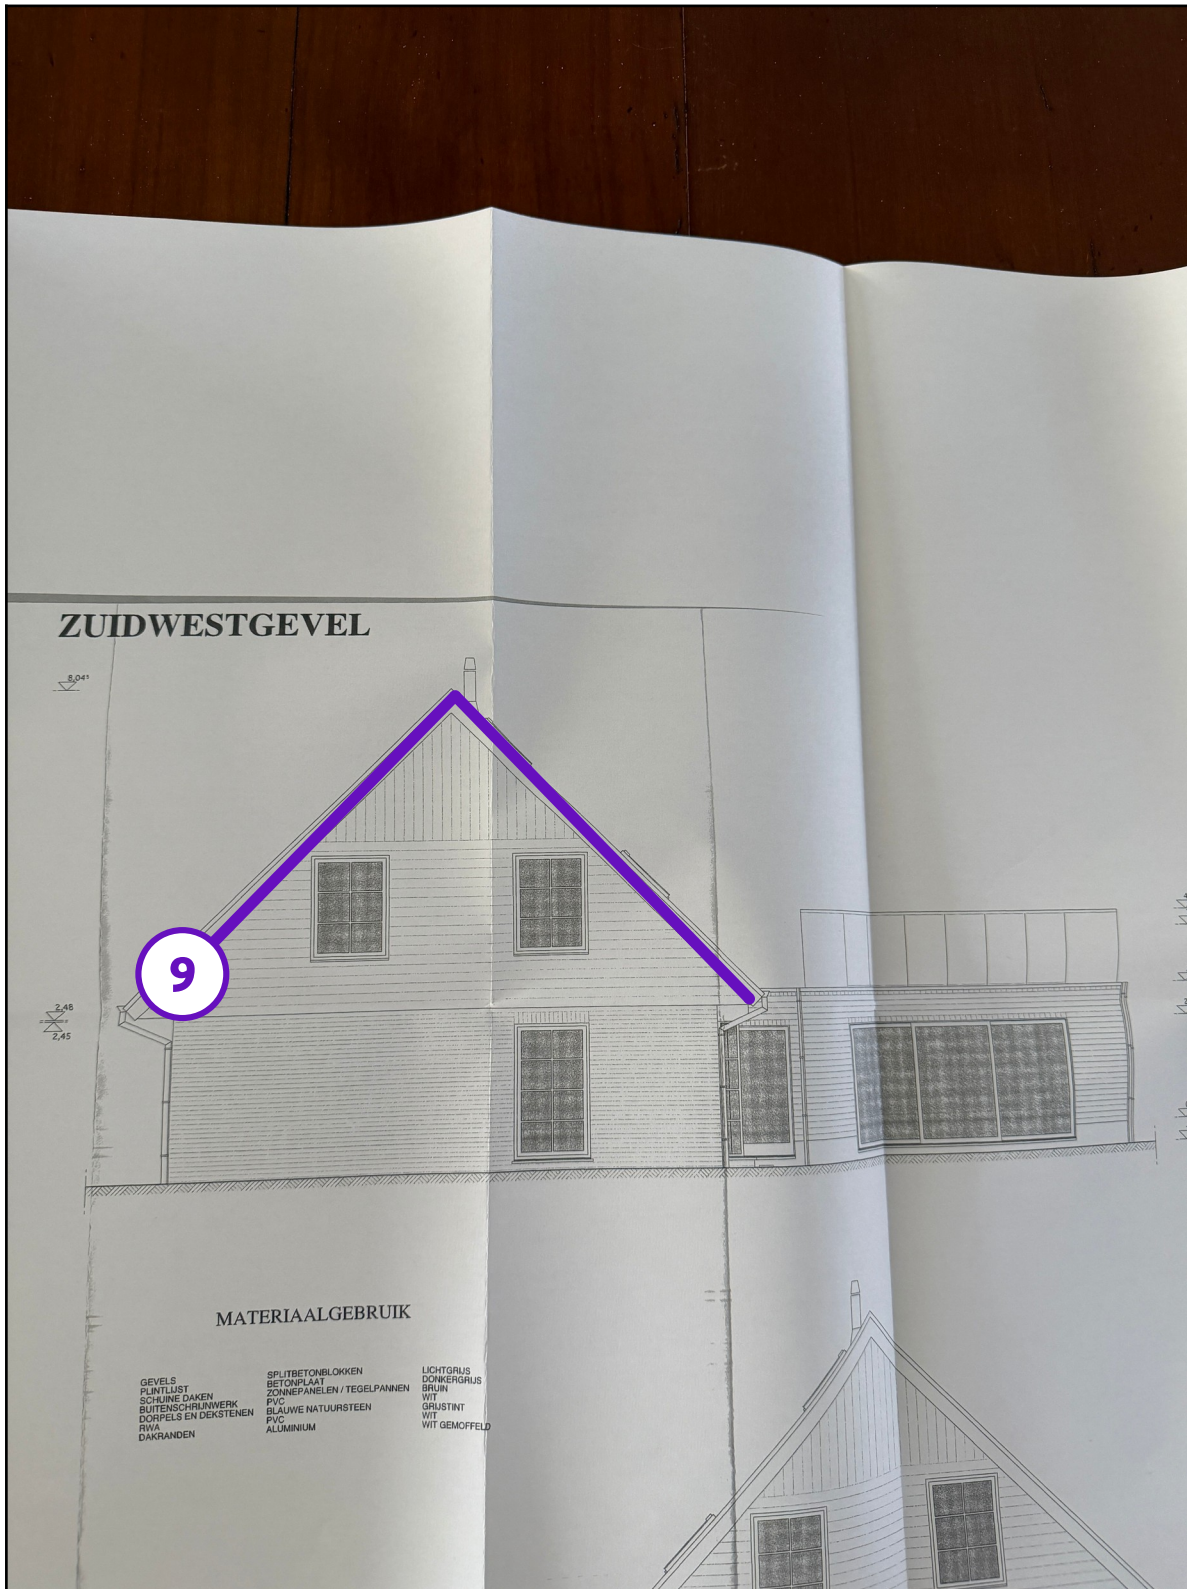 ZUIDWESTGEVEL
8,04⁵
9
2,48
2,45
MATERIAALGEBRUIK
GEVELS SPLITBETONBLOKKEN LICHTGRIJS
PLINTLIJST BETONPLAAT DONKERGRIJS
SCHUINE DAKEN ZONNEPANELEN / TEGELPANNEN BRUIN
BUITENSCHRIJNWERK PVC WIT
DORPELS EN DEKSTENEN BLAUWE NATUURSTEEN GRIJSTINT
RWA PVC WIT
DAKRANDEN ALUMINIUM WIT GEMOFFELD